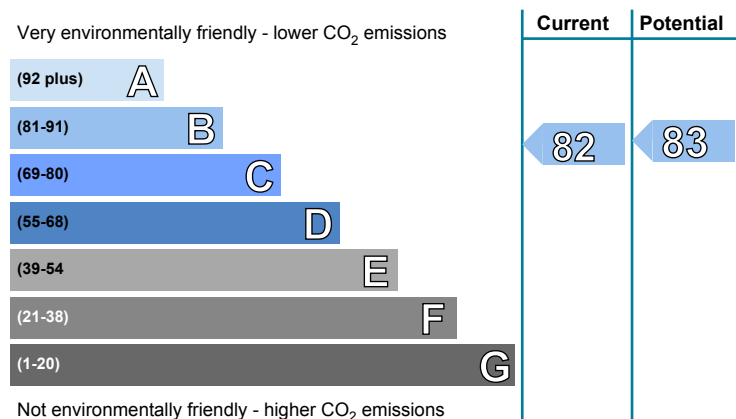 Very environmentally friendly - lower CO2 emissions
Current
Potential
(92 plus) A
(81-91) B
(69-80) C
(55-68) D
(39-54 E
(21-38) F
(1-20) G
82
83
Not environmentally friendly - higher CO2 emissions